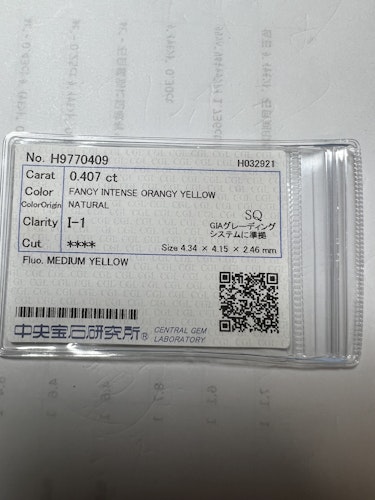 No. H9770409 H032921
Carat 0.407 ct
Color FANCY INTENSE ORANGY YELLOW
ColorOrigin NATURAL
Clarity I-1
SQ
GIAグレーディング
システムに準拠
Cut ****
Size 4.34 × 4.15 × 2.46 mm
Fluo. MEDIUM YELLOW
中央宝石研究所® CENTRAL GEM
LABORATORY